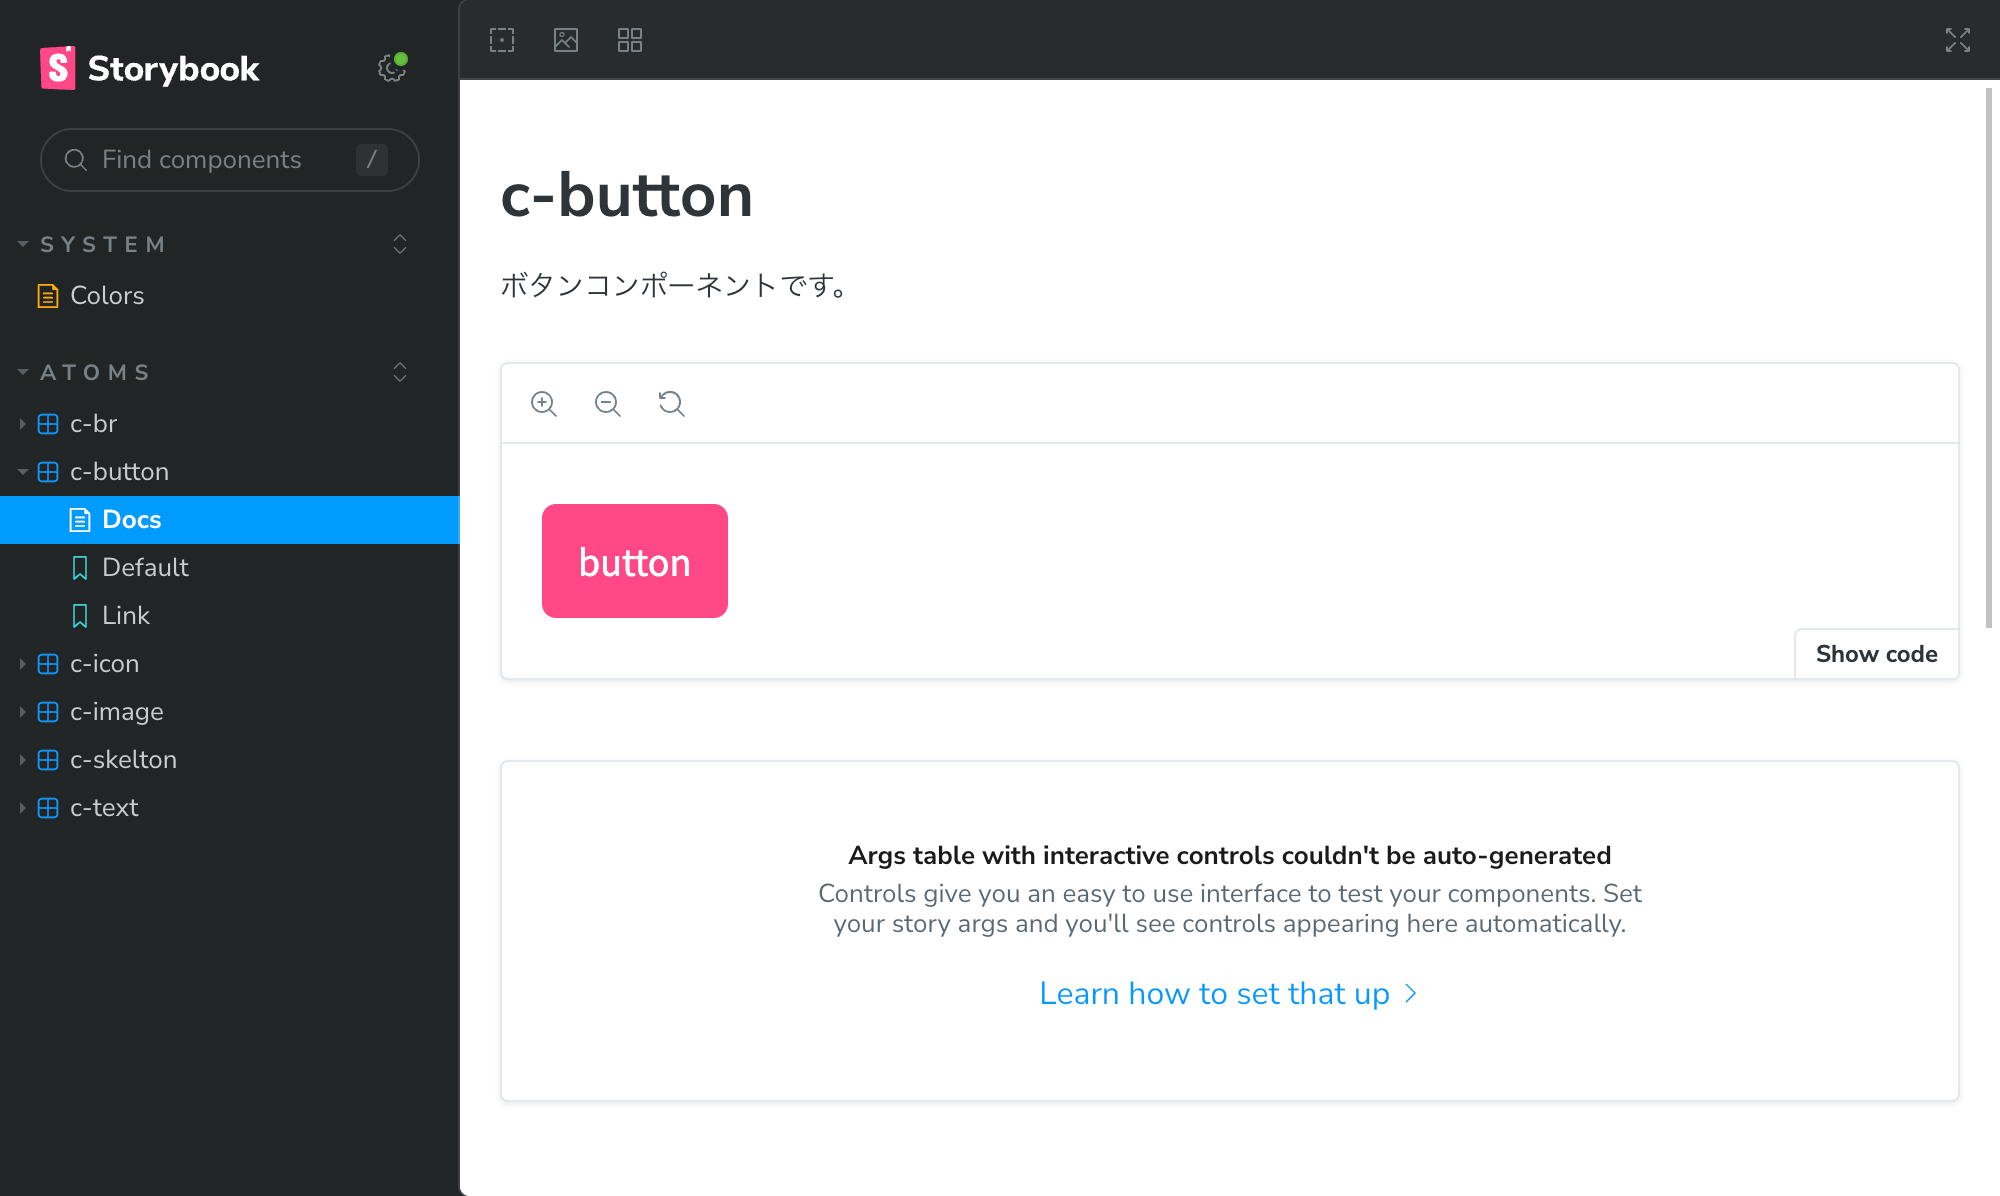 Storybook
Find components /
SYSTEM
Colors
ATOMS
c-br
c-button
Docs
Default
Link
c-icon
c-image
c-skelton
c-text
c-button
ボタンコンポーネントです。
button
Show code
Args table with interactive controls couldn't be auto-generated
Controls give you an easy to use interface to test your components. Set
your story args and you'll see controls appearing here automatically.
Learn how to set that up